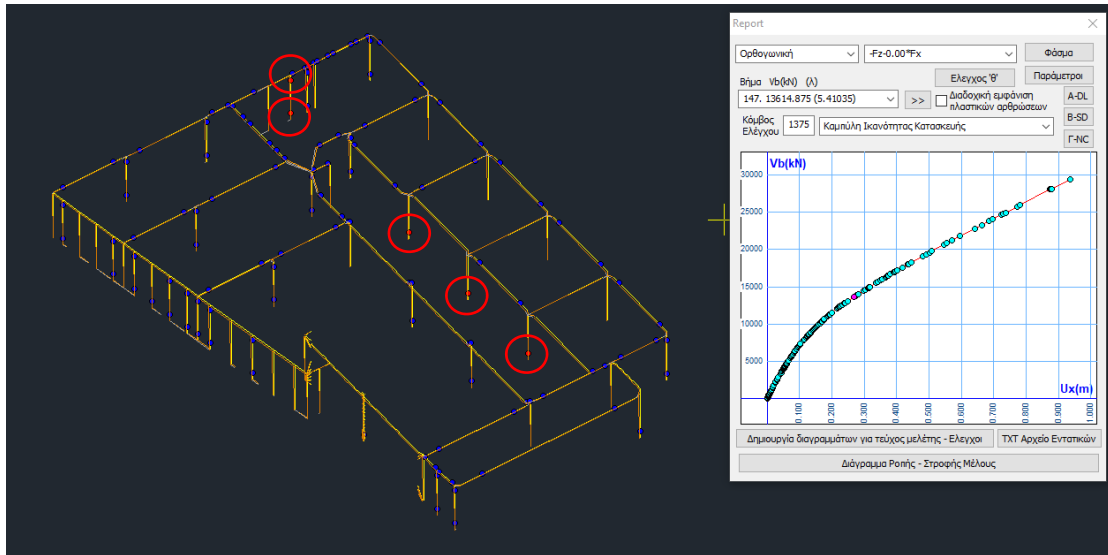 Report
Ορθογωνική
-Fz-0.00*Fx
Φάσμα
Ελεγχος 'θ'
Παράμετροι
Βήμα Vb(kN) (λ)
147. 13614.875 (5.41035)
>>
Διαδοχική εμφάνιση
πλαστικών αρθρώσεων
A-DL
B-SD
Γ-NC
Κόμβος
Ελέγχου
1375
Καμπύλη Ικανότητας Κατασκευής
Vb(kN)
30000
25000
20000
15000
10000
5000
Ux(m)
0.100
0.200
0.300
0.400
0.500
0.600
0.700
0.800
0.900
1.000
Δημιουργία διαγραμμάτων για τεύχος μελέτης - Ελεγχοι
TXT Αρχείο Εντατικών
Διάγραμμα Ροπής - Στροφής Μέλους